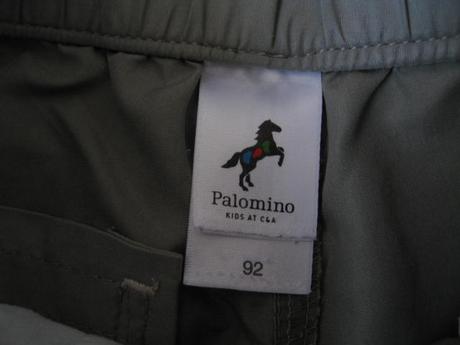 Palomino
KIDS AT C&A
92